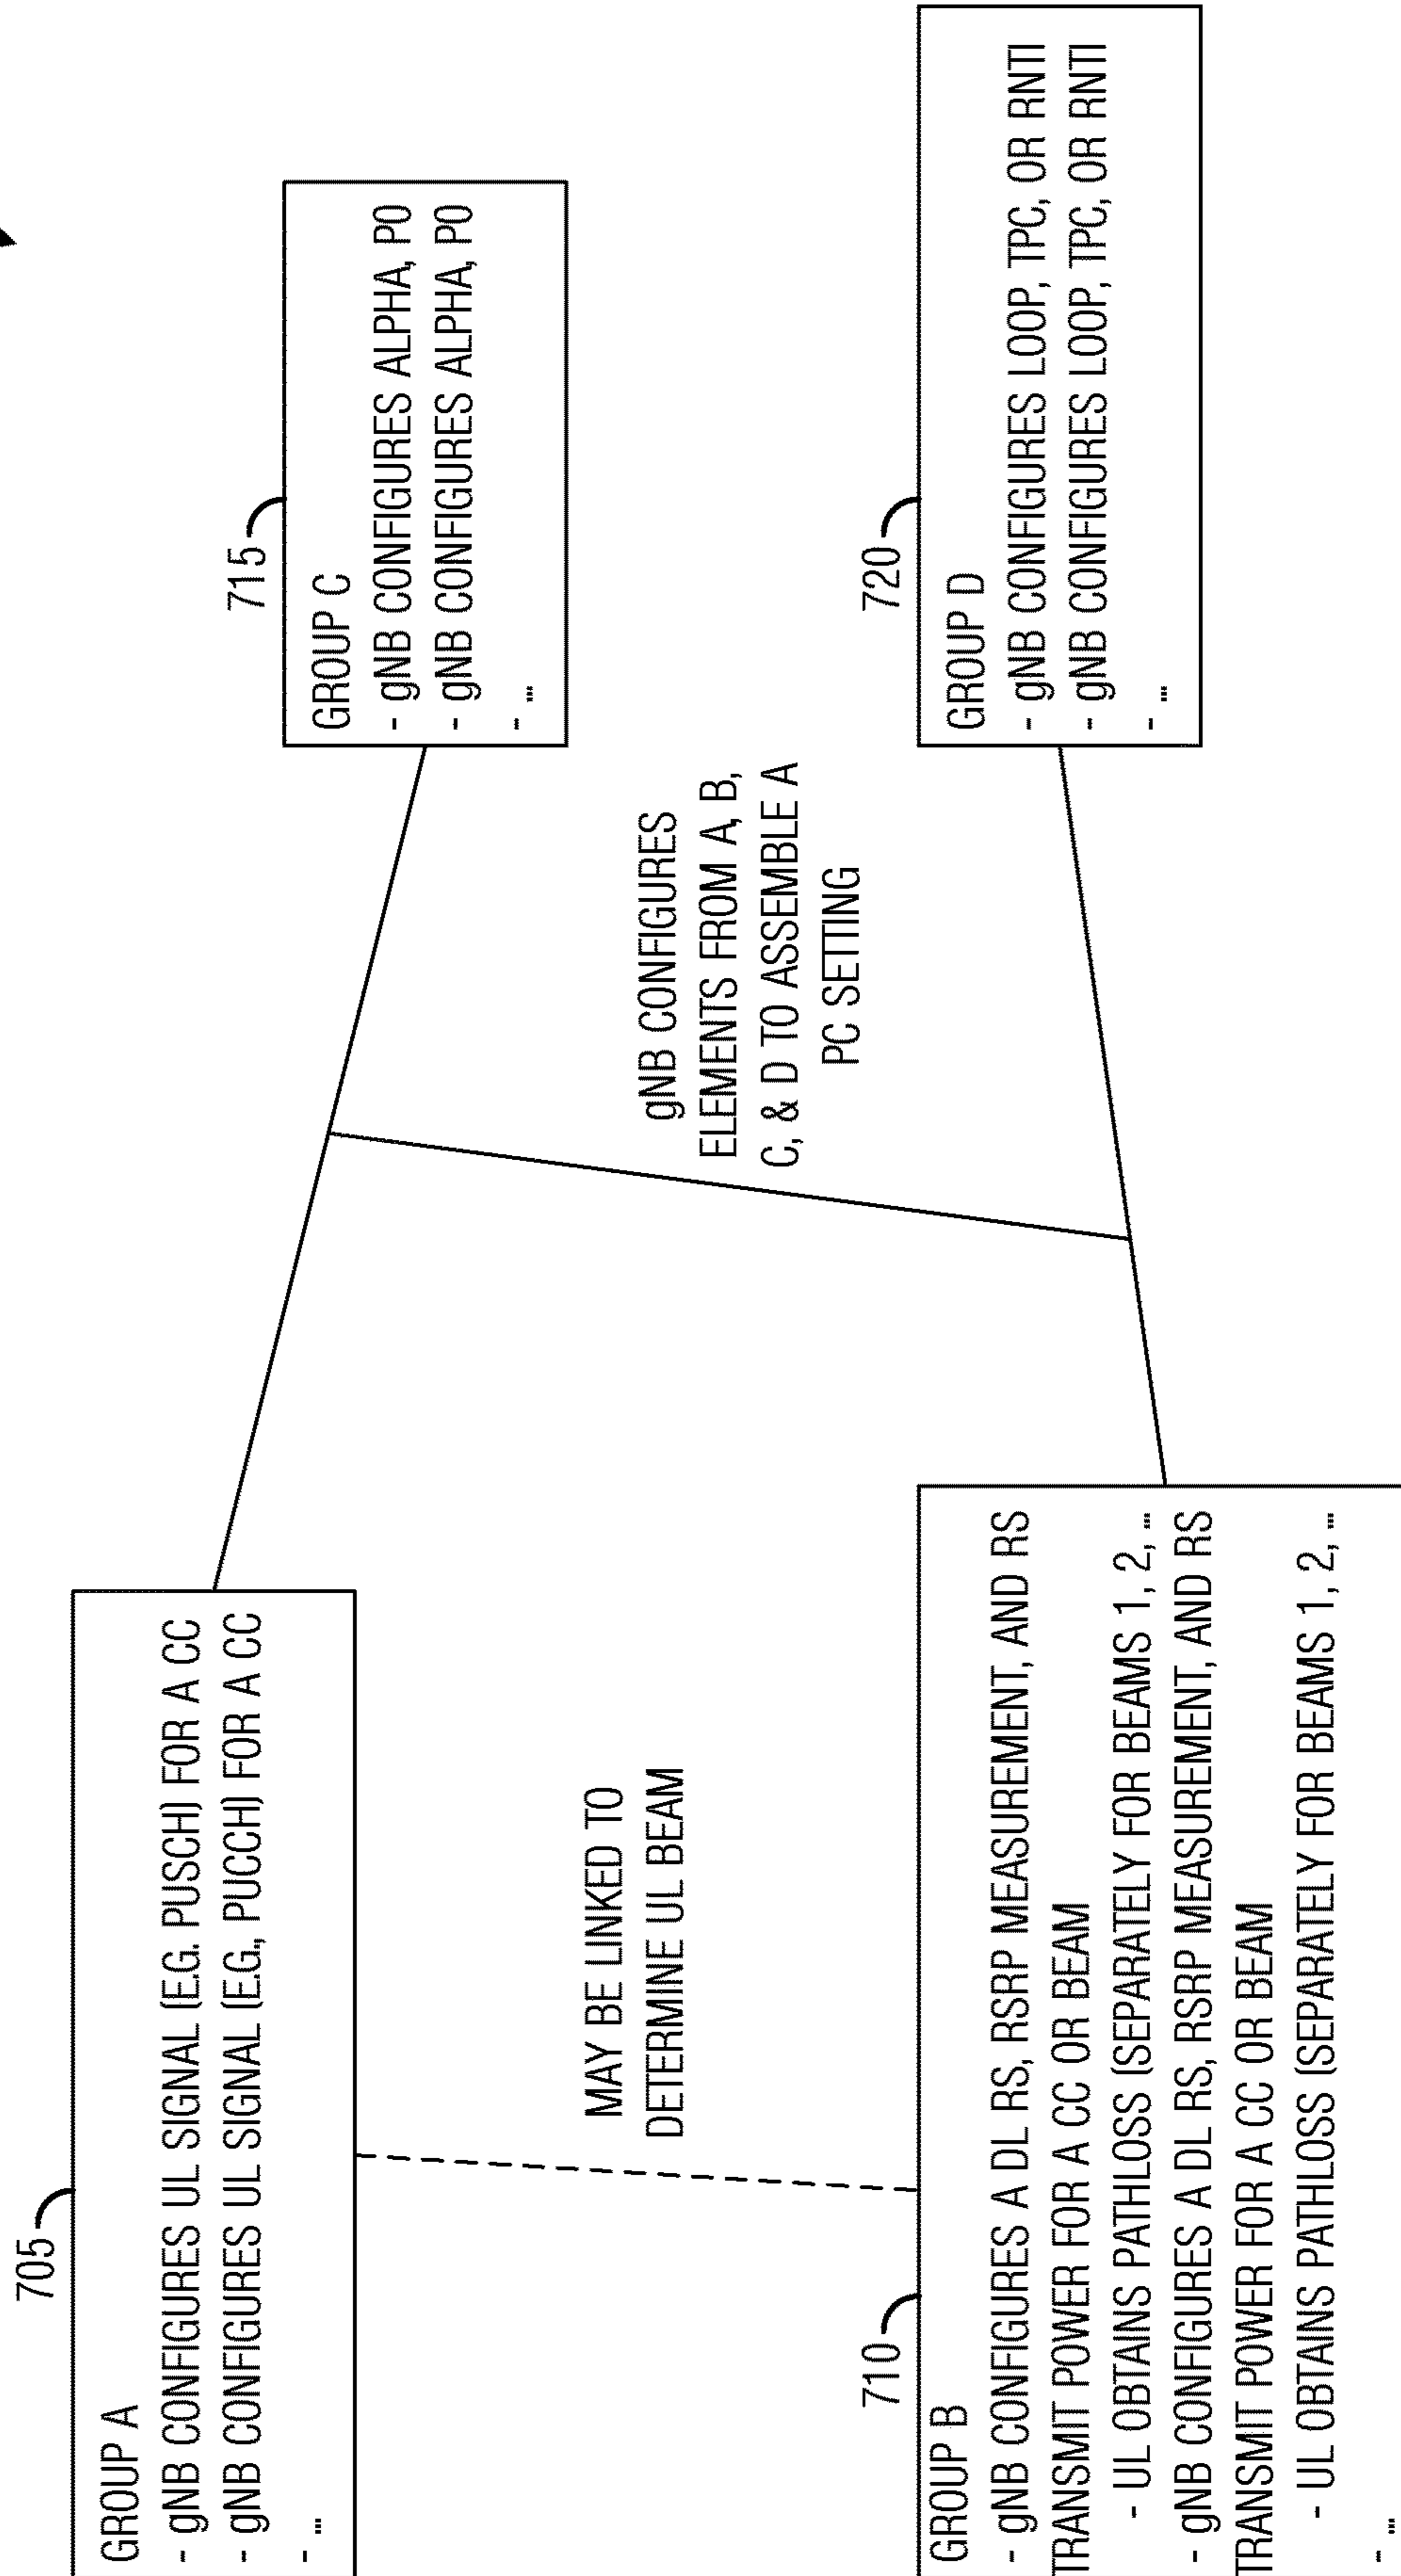 705
GROUP A
- gNB CONFIGURES UL SIGNAL (E.G. PUSCH) FOR A CC
- gNB CONFIGURES UL SIGNAL (E.G., PUCCH) FOR A CC
- ...
MAY BE LINKED TO
DETERMINE UL BEAM
710
GROUP B
- gNB CONFIGURES A DL RS, RSRP MEASUREMENT, AND RS
TRANSMIT POWER FOR A CC OR BEAM
- UL OBTAINS PATHLOSS (SEPARATELY FOR BEAMS 1, 2, ...
- gNB CONFIGURES A DL RS, RSRP MEASUREMENT, AND RS
TRANSMIT POWER FOR A CC OR BEAM
- UL OBTAINS PATHLOSS (SEPARATELY FOR BEAMS 1, 2, ...
- ...
715
GROUP C
- gNB CONFIGURES ALPHA, P0
- gNB CONFIGURES ALPHA, P0
- ...
gNB CONFIGURES
ELEMENTS FROM A, B,
C, & D TO ASSEMBLE A
PC SETTING
720
GROUP D
- gNB CONFIGURES LOOP, TPC, OR RNTI
- gNB CONFIGURES LOOP, TPC, OR RNTI
- ...